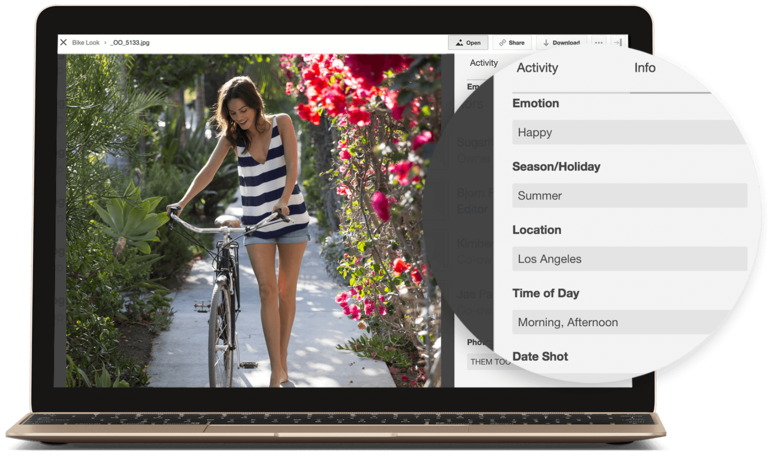 Bike Look › _OO_5133.jpg
Open
Share
Download
Activity
Activity
Info
Emotion
Happy
Season/Holiday
Summer
Location
Los Angeles
Time of Day
Morning, Afternoon
Date Shot
THEM TOO